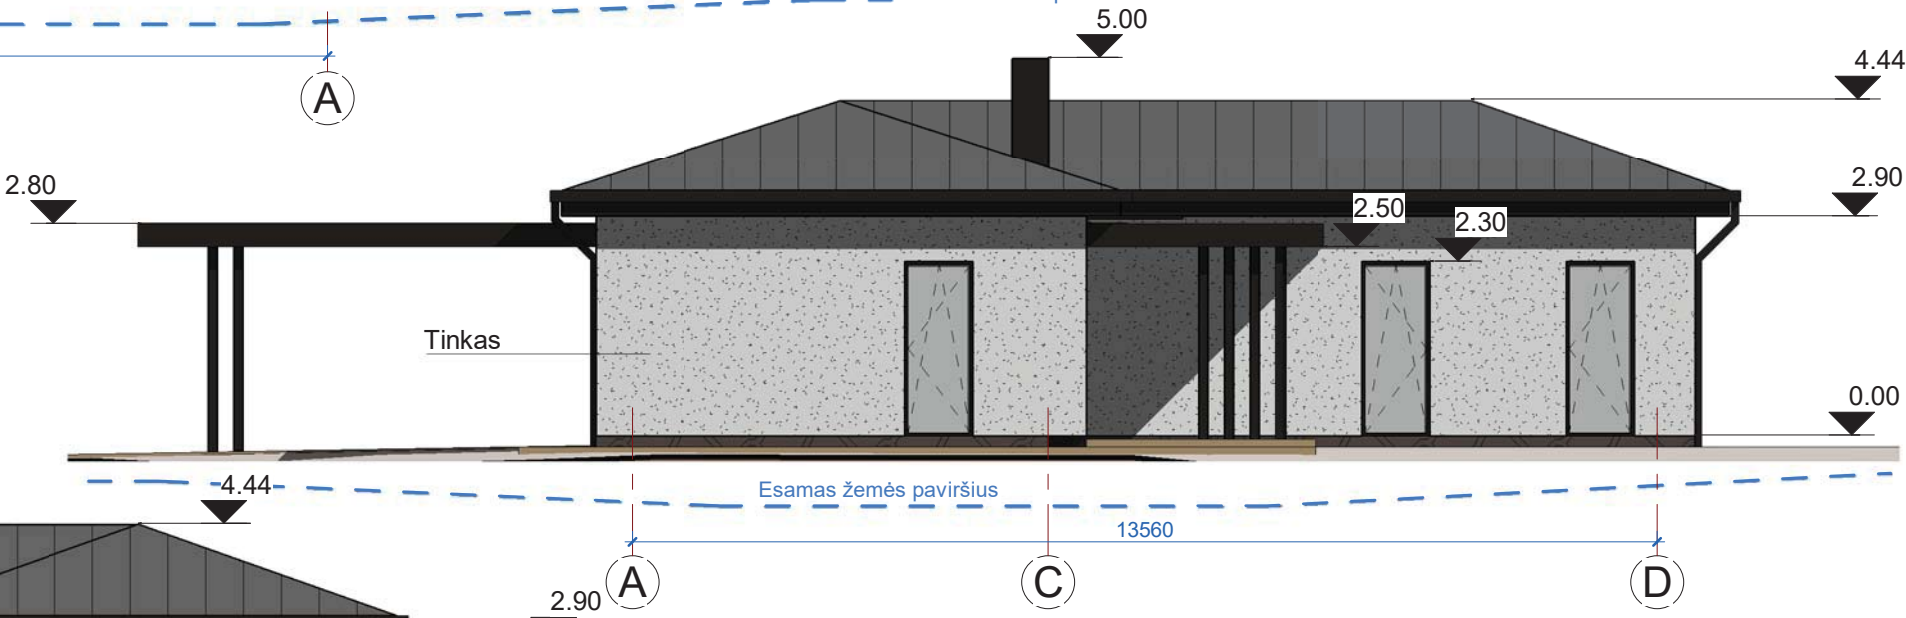 5.00
4.44
A
2.80
2.90
2.50
2.30
Tinkas
0.00
4.44
Esamas žemės paviršius
13560
A
C
D
2.90